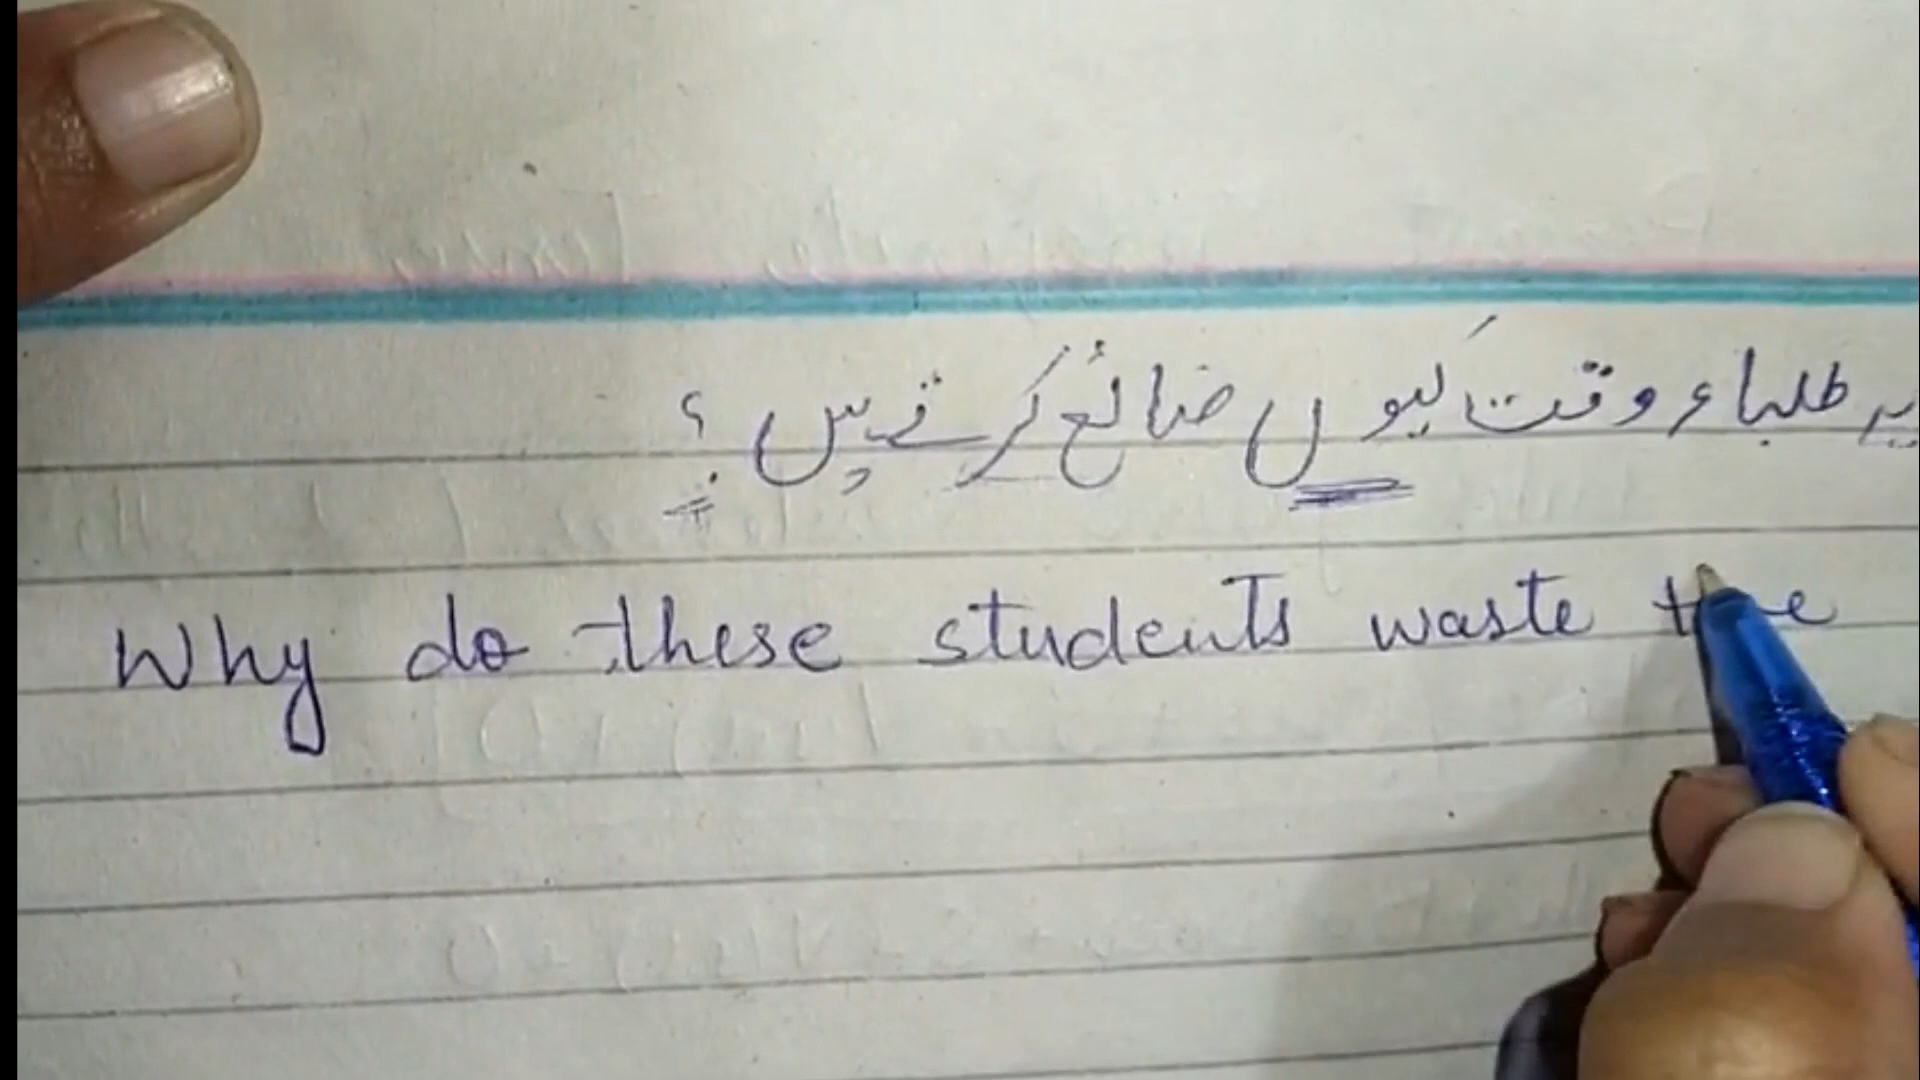 یہ طلباء وقت کیوں ضائع کرتے ہیں ؟
Why do these students waste